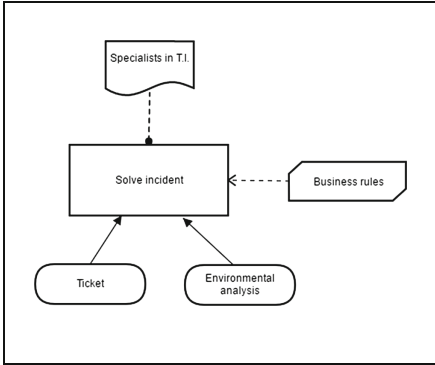 Specialists in T.I.
Solve incident
Business rules
Ticket
Environmental
analysis